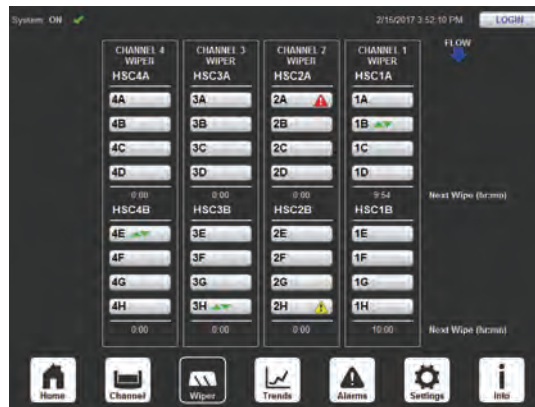 System: ON 2/15/2017 3:52:10 PM LOGIN
CHANNEL 4 CHANNEL 3 CHANNEL 2 CHANNEL 1 FLOW
WIPER WIPER WIPER WIPER
HSC4A HSC3A HSC2A HSC1A
4A 3A 2A 1A
4B 3B 2B 1B
4C 3C 2C 1C
4D 3D 2D 1D
0:00 0:00 0:00 9:54 Next Wipe (hr:mn)
HSC4B HSC3B HSC2B HSC1B
4E 3E 2E 1E
4F 3F 2F 1F
4G 3G 2G 1G
4H 3H 2H 1H
0:00 0:00 0:00 10:00 Next Wipe (hr:mn)
Home Channel Wiper Trends Alarms Settings Info